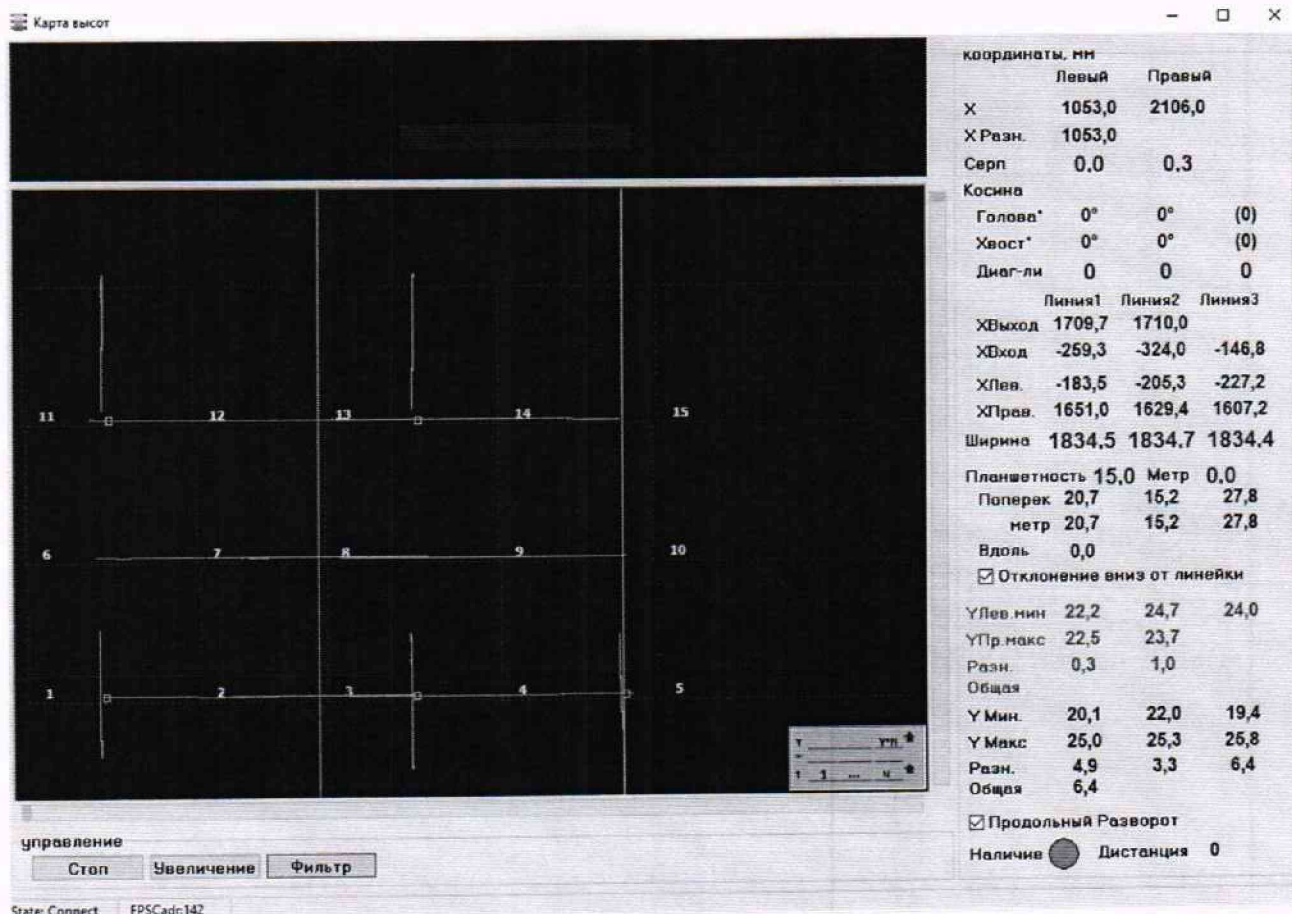 Карта высот
координаты, мм
Левый Правый
X 1053,0 2106,0
X Разн. 1053,0
Серп 0,0 0,3
Косина
Голова° 0° 0° (0)
Хвост° 0° 0° (0)
Диаг-ли 0 0 0
Линия1 Линия2 Линия3
XВыход 1709,7 1710,0
XВход -259,3 -324,0 -146,8
XЛев. -183,5 -205,3 -227,2
XПрав. 1651,0 1629,4 1607,2
Ширина 1834,5 1834,7 1834,4
Планшетность 15,0 Метр 0,0
Поперек 20,7 15,2 27,8
метр 20,7 15,2 27,8
Вдоль 0,0
Отклонение вниз от линейки
YЛев.мин 22,2 24,7 24,0
YПр.макс 22,5 23,7
Разн. 0,3 1,0
Общая
Y Мин. 20,1 22,0 19,4
Y Макс 25,0 25,3 25,8
Разн. 4,9 3,3 6,4
Общая 6,4
Продольный Разворот
Наличив Дистанция 0
11 12 13 14 15
6 7 8 9 10
1 2 3 4 5
управление
Стоп Увеличение Фильтр
State: Connect FPSCadr:142